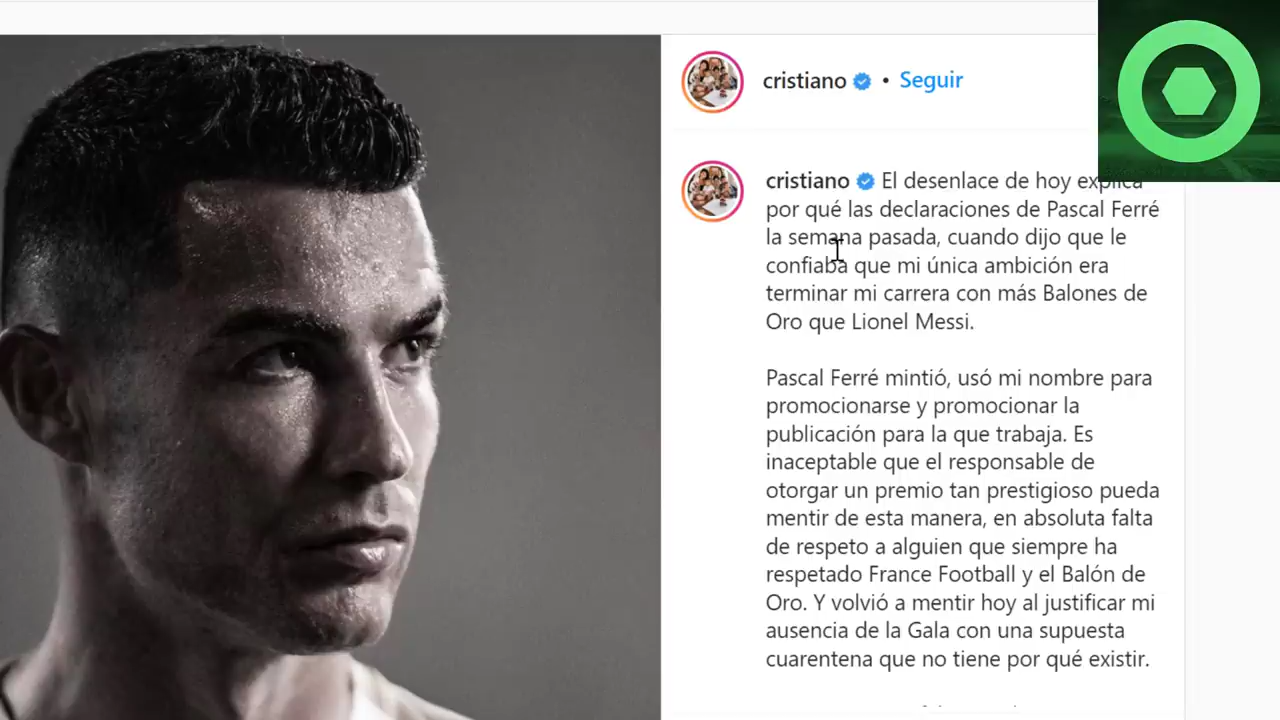 cristiano • Seguir
cristiano El desenlace de hoy explica
por qué las declaraciones de Pascal Ferré
la semana pasada, cuando dijo que le
confiaba que mi única ambición era
terminar mi carrera con más Balones de
Oro que Lionel Messi.
Pascal Ferré mintió, usó mi nombre para
promocionarse y promocionar la
publicación para la que trabaja. Es
inaceptable que el responsable de
otorgar un premio tan prestigioso pueda
mentir de esta manera, en absoluta falta
de respeto a alguien que siempre ha
respetado France Football y el Balón de
Oro. Y volvió a mentir hoy al justificar mi
ausencia de la Gala con una supuesta
cuarentena que no tiene por qué existir.